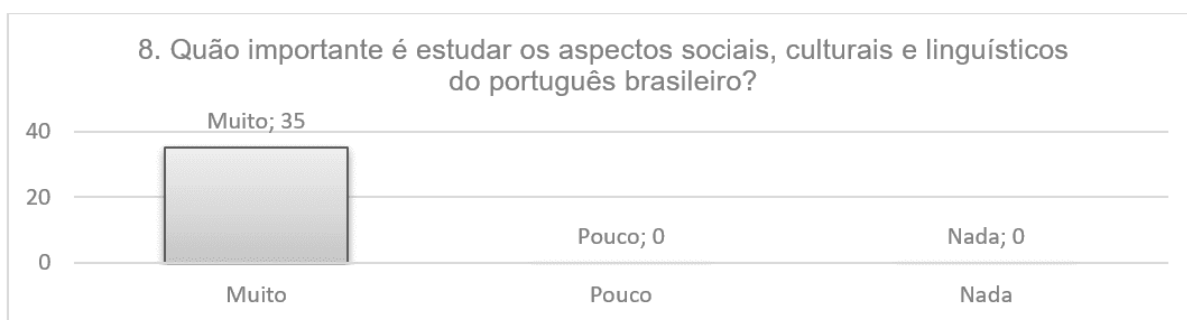 8. Quão importante é estudar os aspectos sociais, culturais e linguísticos
do português brasileiro?
Muito; 35
40
20
Pouco; 0
Nada; 0
0
Muito
Pouco
Nada